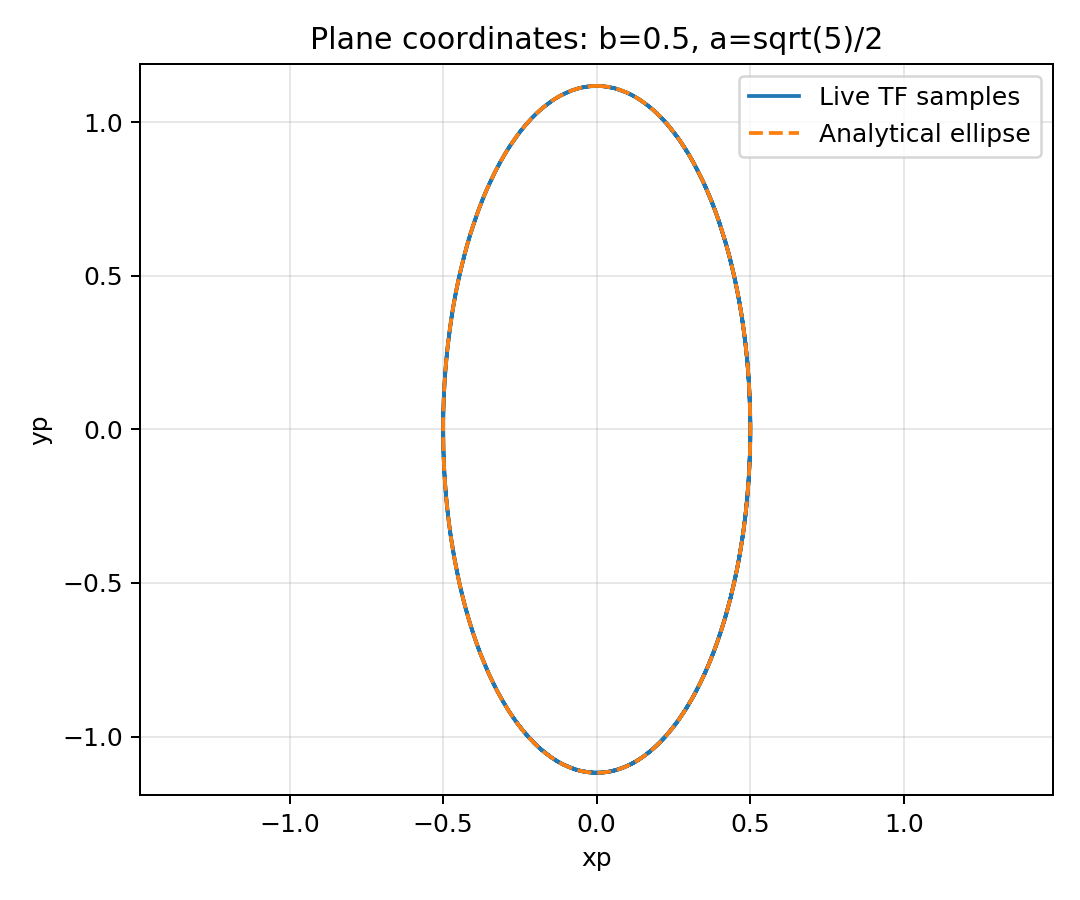 Plane coordinates: b=0.5, a=sqrt(5)/2
Live TF samples
Analytical ellipse
1.0
0.5
0.0
−0.5
−1.0
yp
−1.0 −0.5 0.0 0.5 1.0
xp